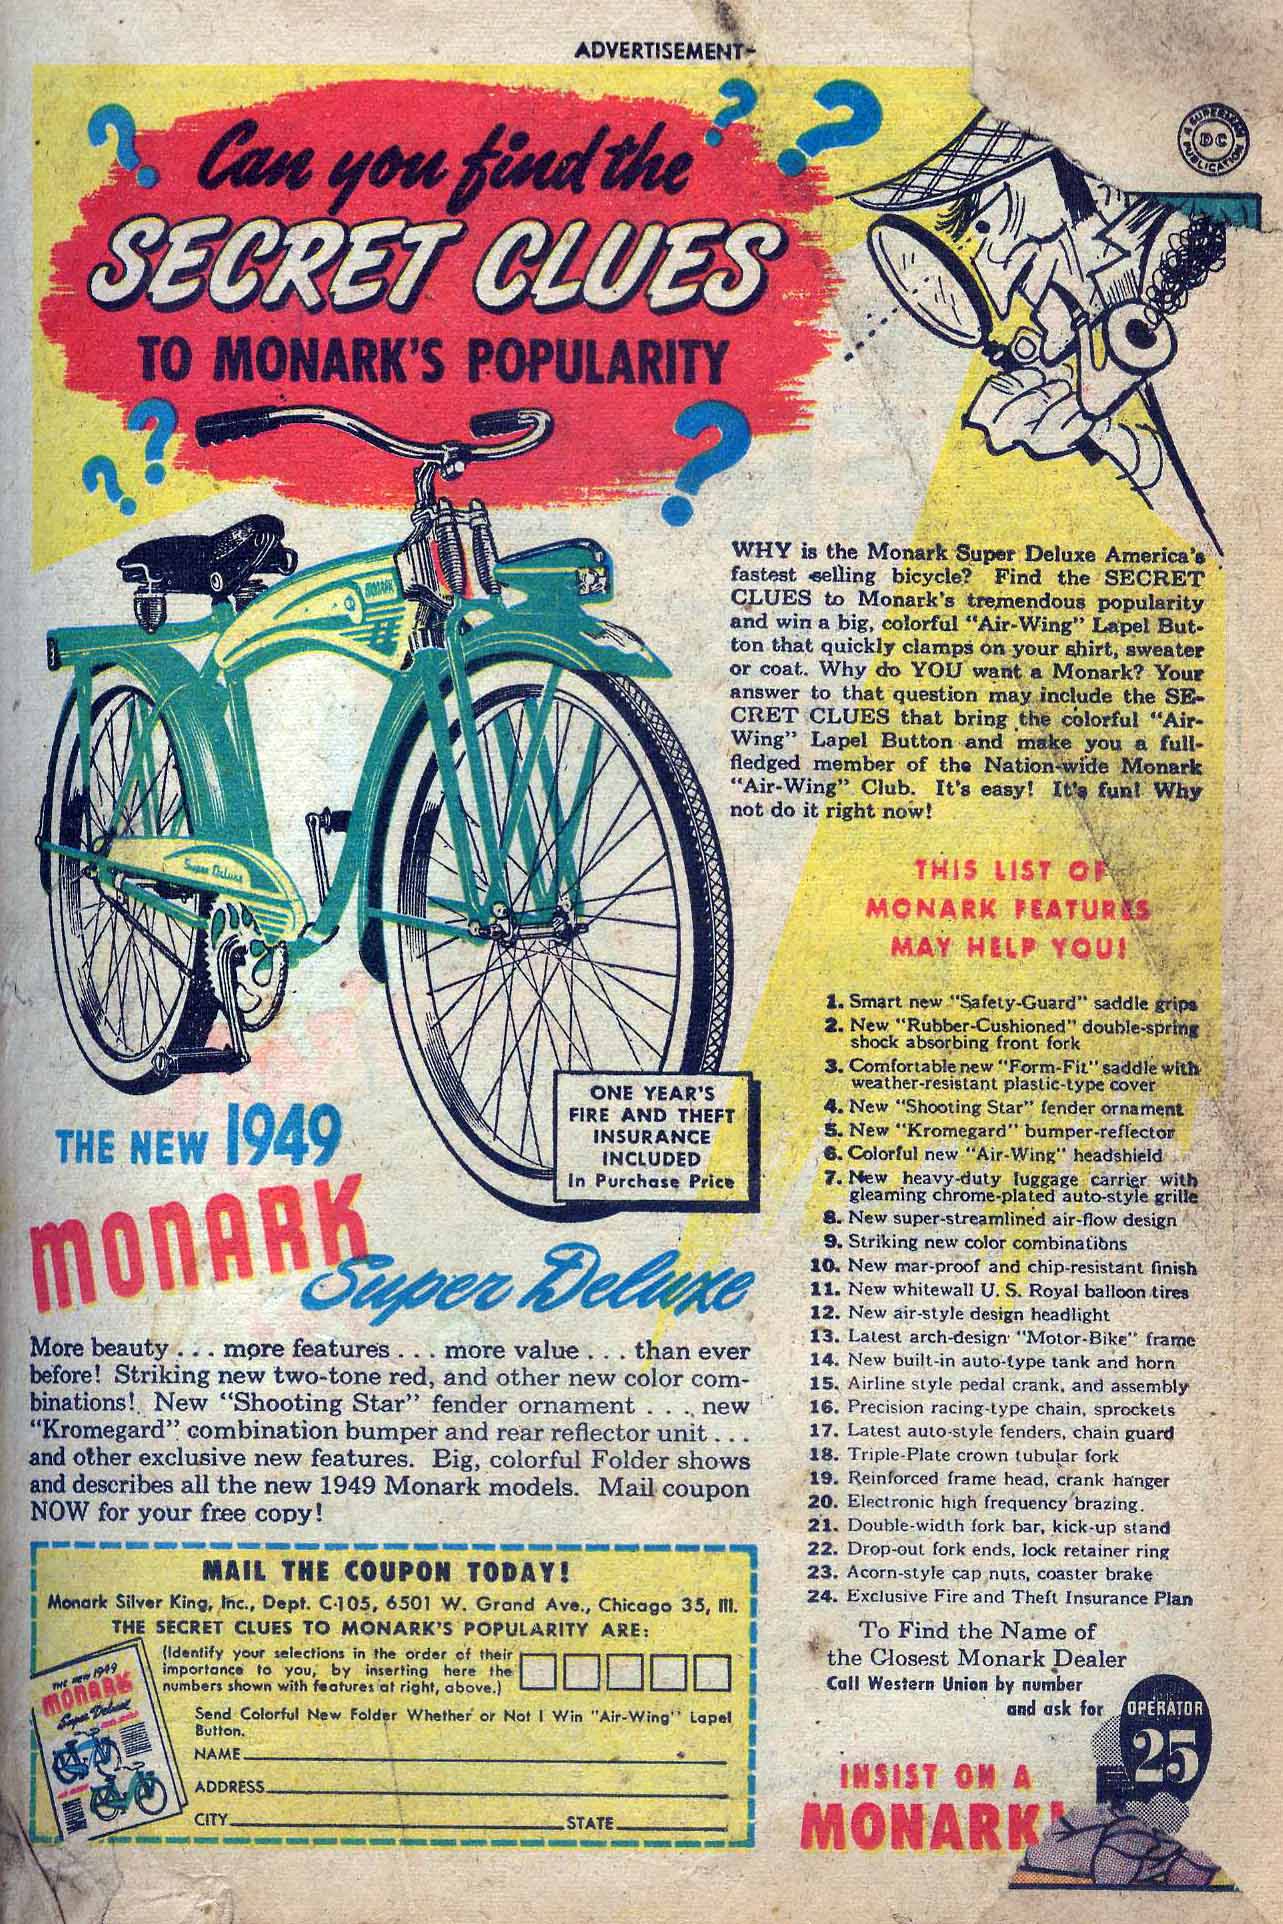 ADVERTISEMENT-
A SUPERMAN
DC
PUBLICATION
Can you find the
SECRET CLUES
TO MONARK'S POPULARITY
MONARK
Super Deluxe
WHY is the Monark Super Deluxe America's
fastest selling bicycle? Find the SECRET
CLUES to Monark's tremendous popularity
and win a big, colorful "Air-Wing" Lapel But-
ton that quickly clamps on your shirt, sweater
or coat. Why do YOU want a Monark? Your
answer to that question may include the SE-
CRET CLUES that bring the colorful "Air-
Wing" Lapel Button and make you a full-
fledged member of the Nation-wide Monark
"Air-Wing" Club. It's easy! It's fun! Why
not do it right now!
THIS LIST OF
MONARK FEATURES
MAY HELP YOU!
1. Smart new "Safety-Guard" saddle grips
2. New "Rubber-Cushioned" double-spring
shock absorbing front fork
3. Comfortable new "Form-Fit" saddle with
weather-resistant plastic-type cover
4. New "Shooting Star" fender ornament
5. New "Kromegard" bumper-reflector
6. Colorful new "Air-Wing" headshield
7. New heavy-duty luggage carrier with
gleaming chrome-plated auto-style grille
8. New super-streamlined air-flow design
9. Striking new color combinations
10. New mar-proof and chip-resistant finish
11. New whitewall U. S. Royal balloon tires
12. New air-style design headlight
13. Latest arch-design "Motor-Bike" frame
14. New built-in auto-type tank and horn
15. Airline style pedal crank, and assembly
16. Precision racing-type chain, sprockets
17. Latest auto-style fenders, chain guard
18. Triple-Plate crown tubular fork
19. Reinforced frame head, crank hanger
20. Electronic high frequency brazing.
21. Double-width fork bar, kick-up stand
22. Drop-out fork ends, lock retainer ring
23. Acorn-style cap nuts, coaster brake
24. Exclusive Fire and Theft Insurance Plan
To Find the Name of
the Closest Monark Dealer
Call Western Union by number
and ask for
OPERATOR
25
INSIST ON A
MONARK!
ONE YEAR'S
FIRE AND THEFT
INSURANCE
INCLUDED
In Purchase Price
THE NEW 1949
MONARK
Super Deluxe
More beauty . . . more features . . . more value . . . than ever
before! Striking new two-tone red, and other new color com-
binations! New "Shooting Star" fender ornament . . . new
"Kromegard" combination bumper and rear reflector unit . . .
and other exclusive new features. Big, colorful Folder shows
and describes all the new 1949 Monark models. Mail coupon
NOW for your free copy!
MAIL THE COUPON TODAY!
Monark Silver King, Inc., Dept. C-105, 6501 W. Grand Ave., Chicago 35, Ill.
THE SECRET CLUES TO MONARK'S POPULARITY ARE:
(Identify your selections in the order of their
importance to you, by inserting here the
numbers shown with features at right, above.)
Send Colorful New Folder Whether or Not I Win "Air-Wing" Lapel
Button.
NAME
ADDRESS
CITY STATE
THE NEW 1949
MONARK
Super Deluxe